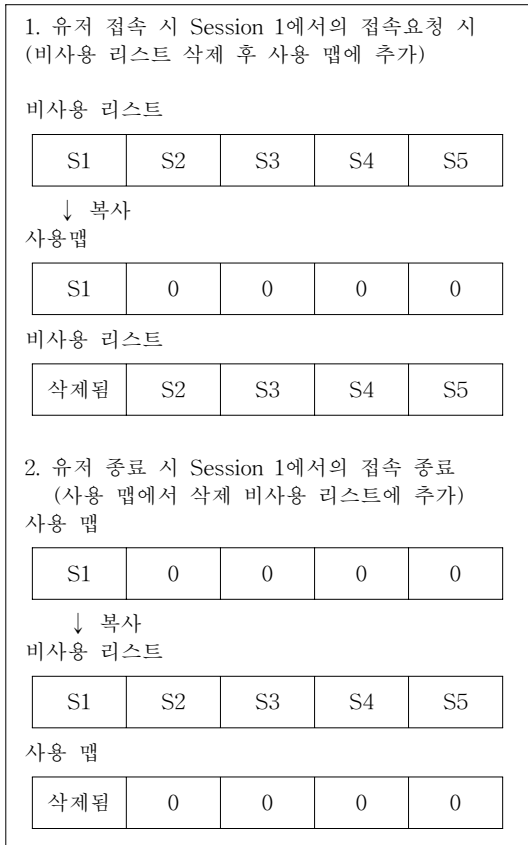 1. 유저 접속 시 Session 1에서의 접속요청 시
(비사용 리스트 삭제 후 사용 맵에 추가)
비사용 리스트
S1 S2 S3 S4 S5
↓ 복사
사용맵
S1 0 0 0 0
비사용 리스트
삭제됨 S2 S3 S4 S5
2. 유저 종료 시 Session 1에서의 접속 종료
(사용 맵에서 삭제 비사용 리스트에 추가)
사용 맵
S1 0 0 0 0
↓ 복사
비사용 리스트
S1 S2 S3 S4 S5
사용 맵
삭제됨 0 0 0 0